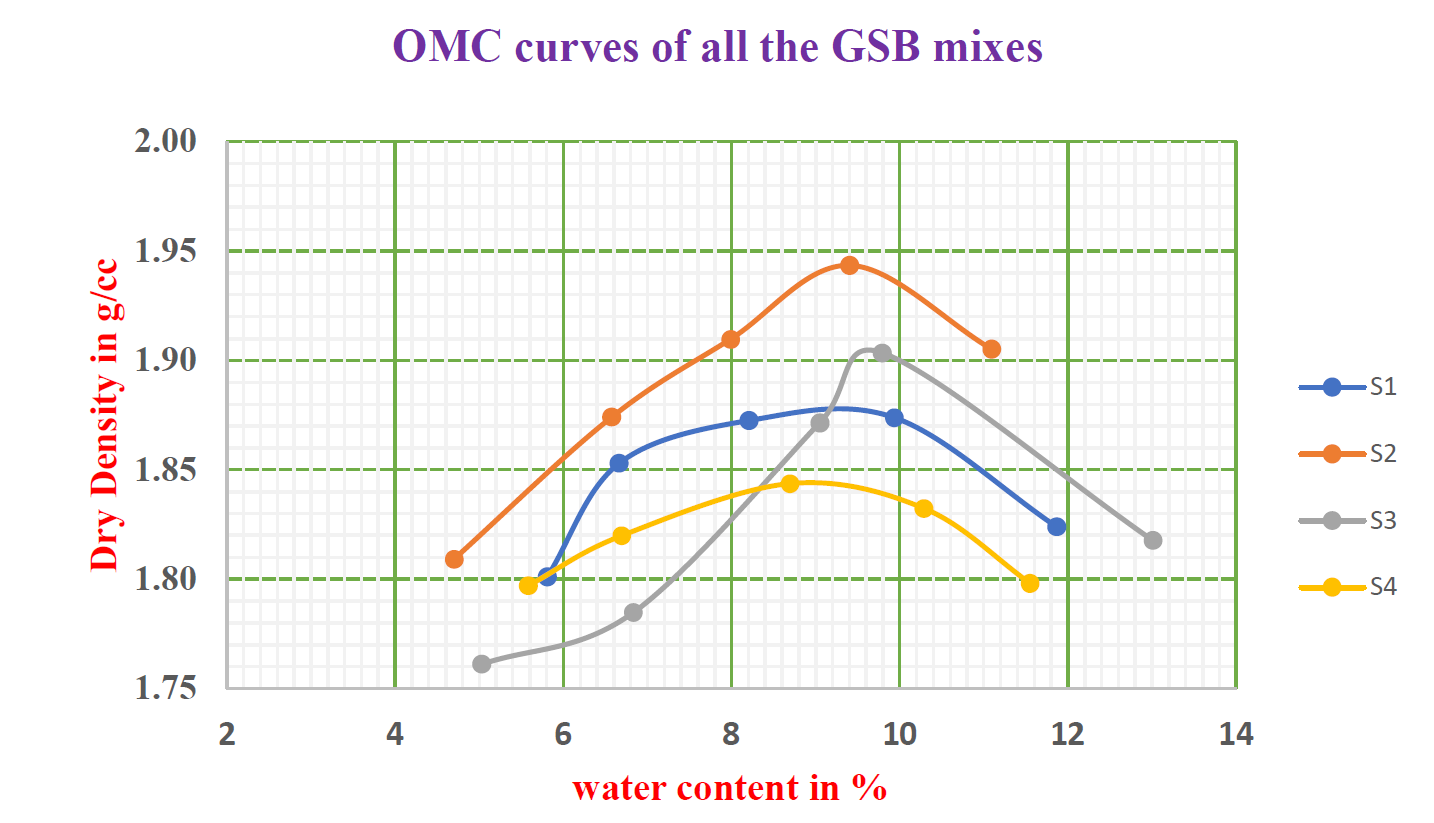 OMC curves of all the GSB mixes
Dry Density in g/cc
2.00
1.95
1.90
1.85
1.80
1.75
2 4 6 8 10 12 14
water content in %
S1
S2
S3
S4